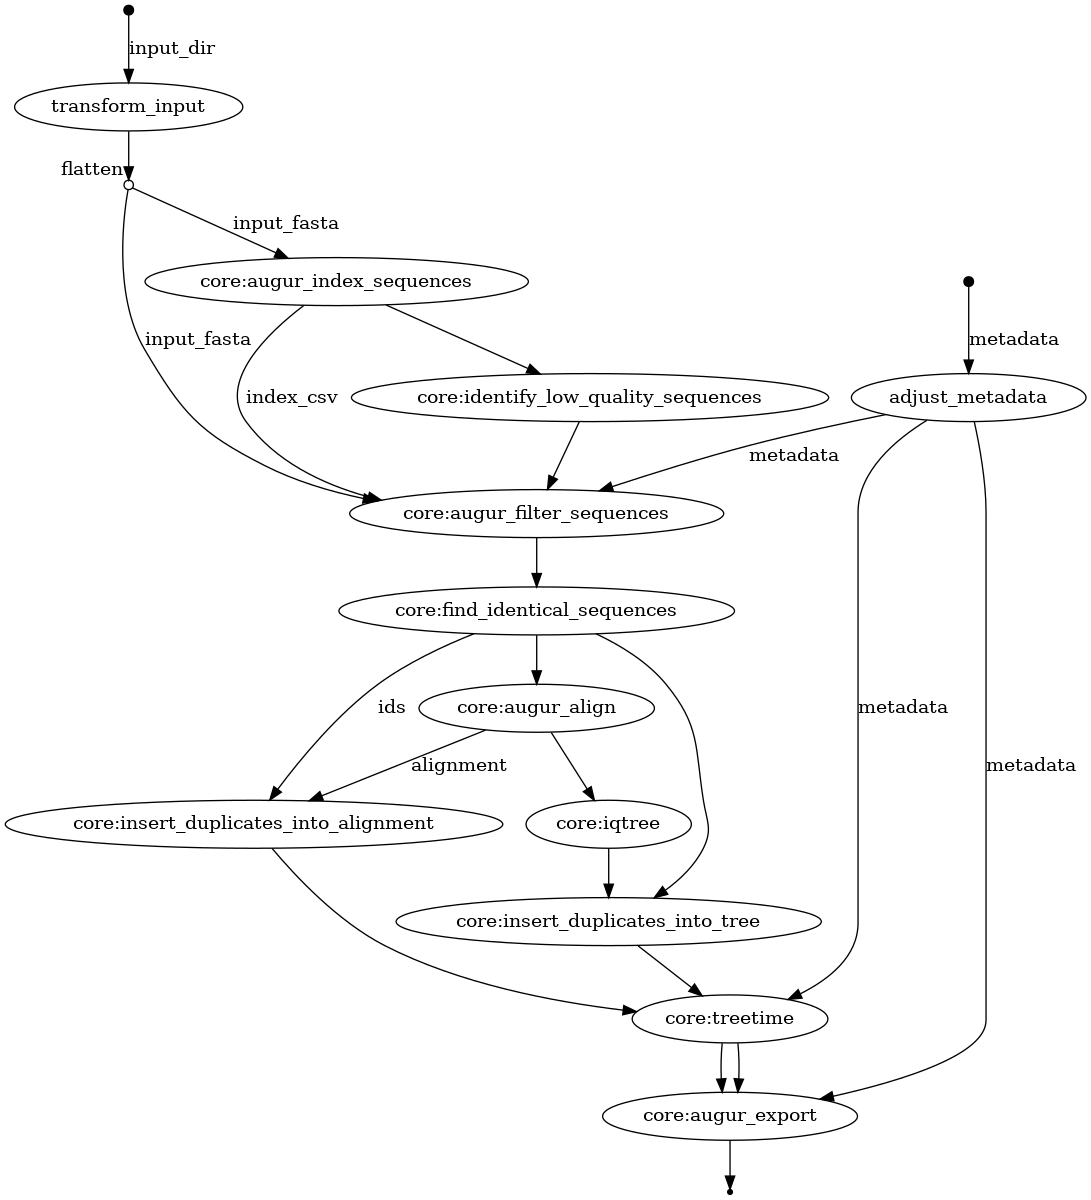 input_dir
transform_input
flatten
input_fasta
core:augur_index_sequences
input_fasta
metadata
index_csv
core:identify_low_quality_sequences
adjust_metadata
metadata
core:augur_filter_sequences
core:find_identical_sequences
ids
core:augur_align
metadata
alignment
metadata
core:insert_duplicates_into_alignment
core:iqtree
core:insert_duplicates_into_tree
core:treetime
core:augur_export